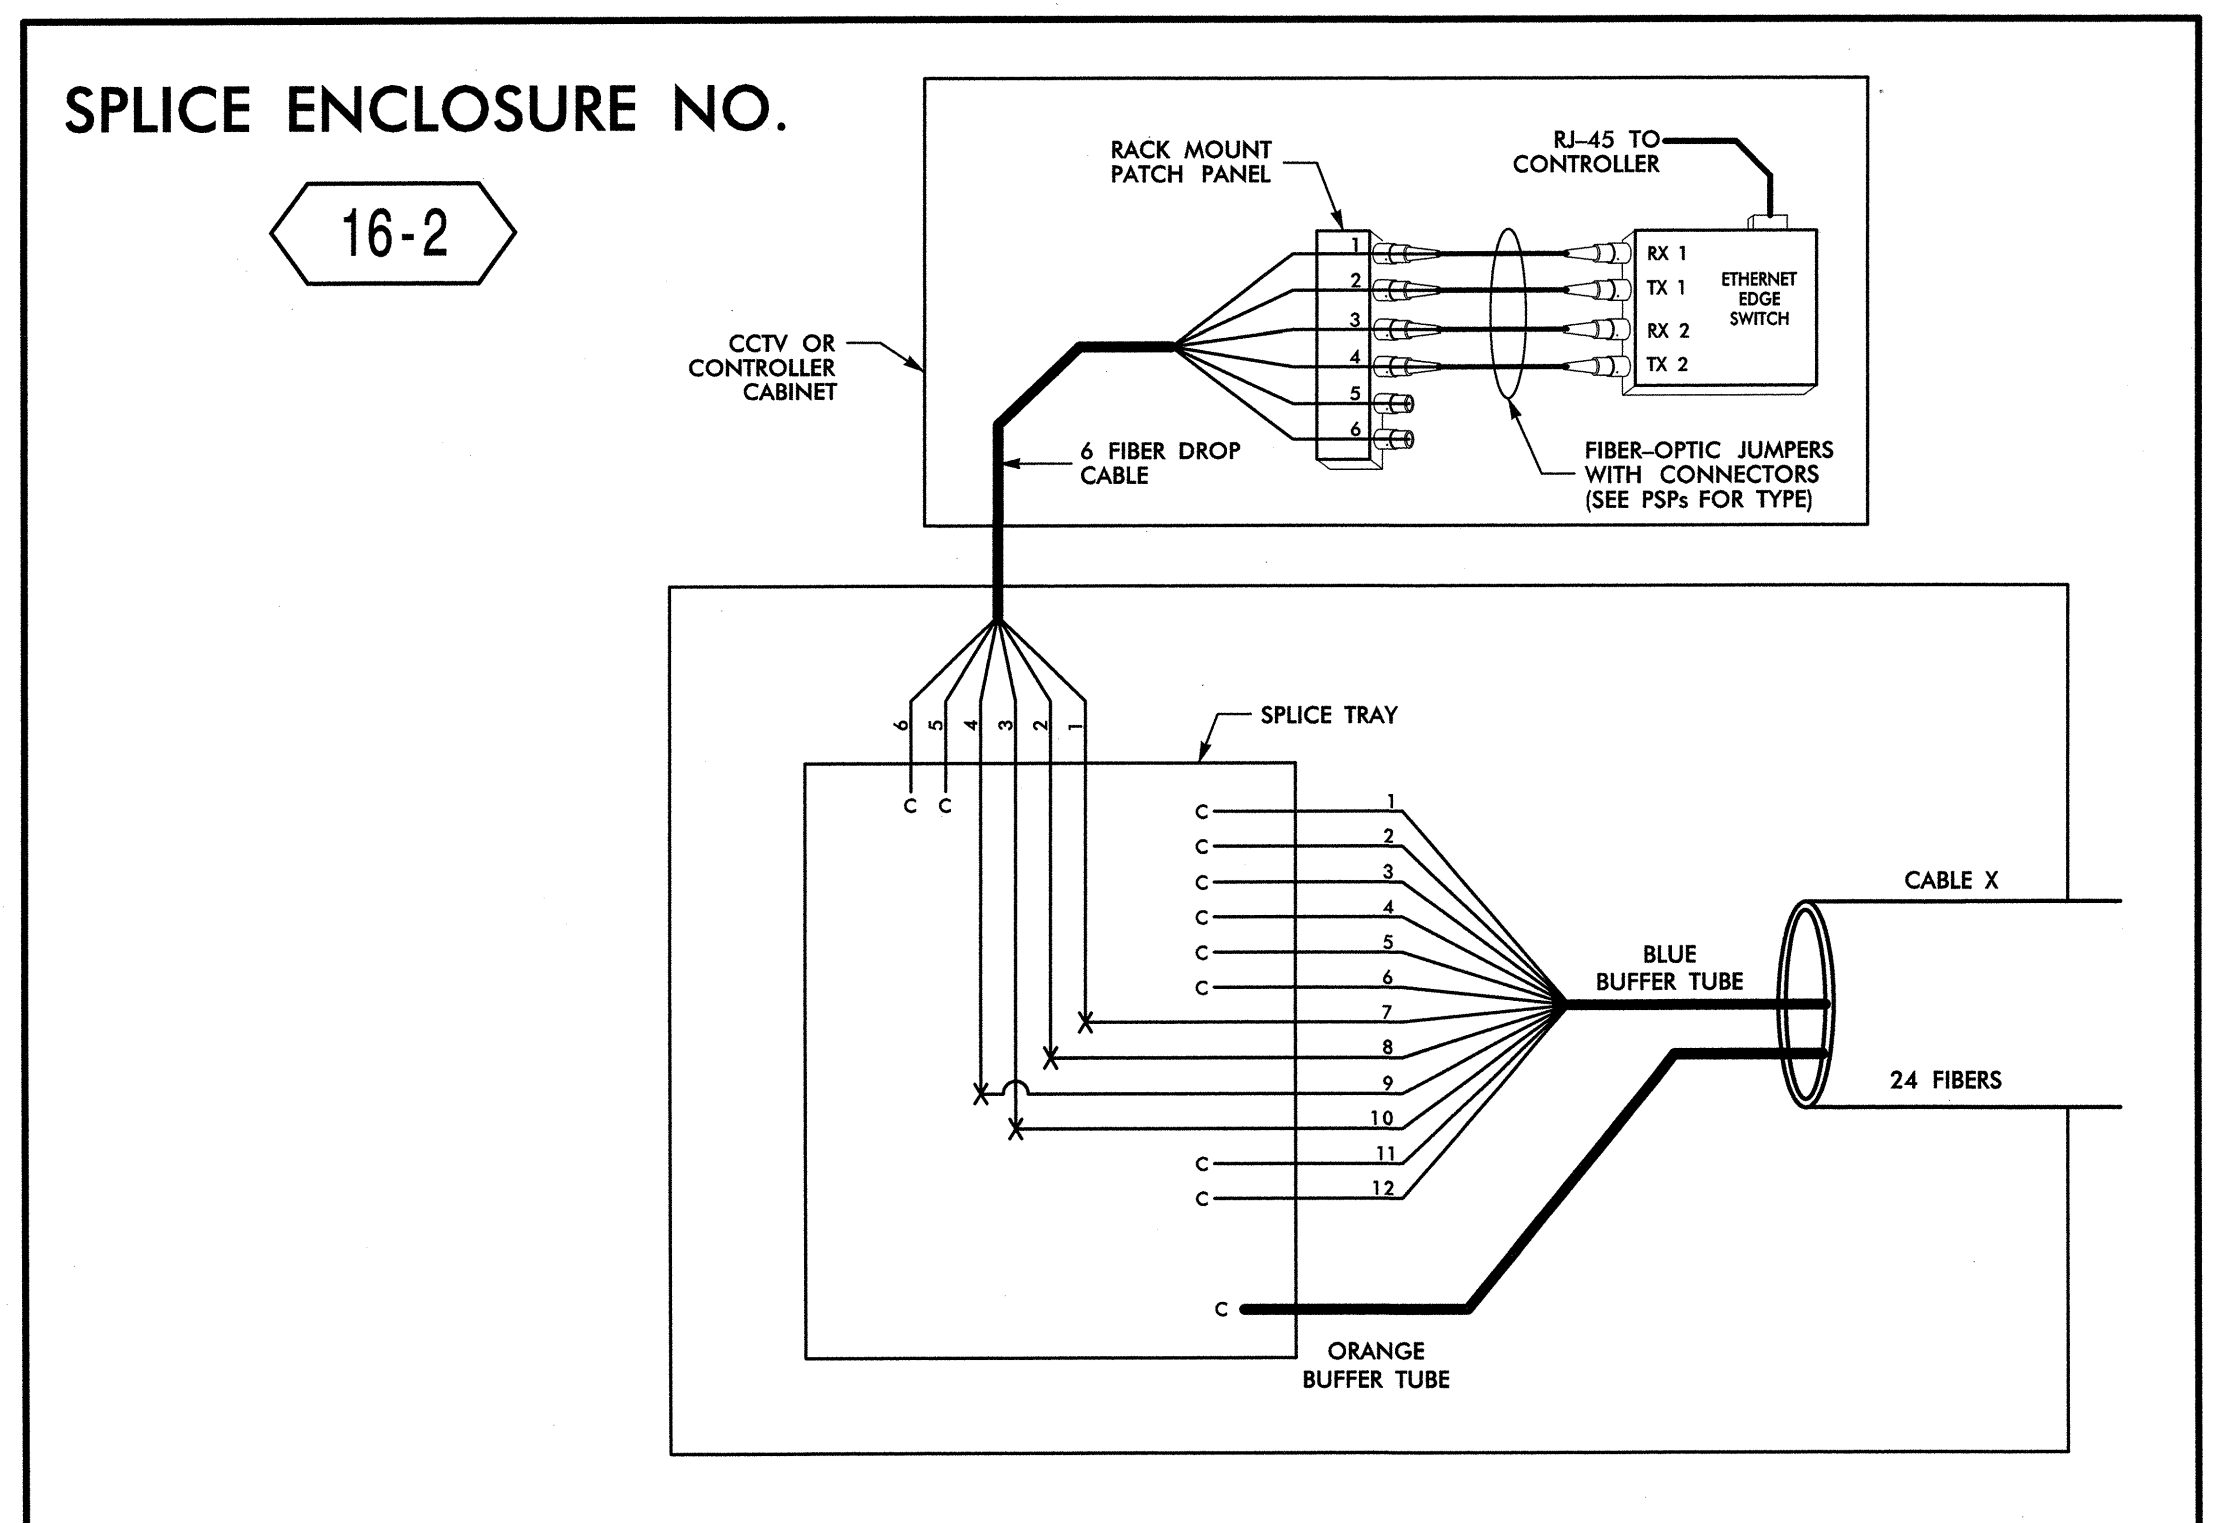 SPLICE ENCLOSURE NO.
16-2
RACK MOUNT
PATCH PANEL
RJ-45 TO
CONTROLLER
1
2
3
4
5
6
RX 1
TX 1
RX 2
TX 2
ETHERNET
EDGE
SWITCH
CCTV OR
CONTROLLER
CABINET
6 FIBER DROP
CABLE
FIBER-OPTIC JUMPERS
WITH CONNECTORS
(SEE PSPs FOR TYPE)
6 5 4 3 2 1
SPLICE TRAY
C C
C 1
C 2
C 3
C 4
C 5
C 6
7
8
9
10
C 11
C 12
CABLE X
BLUE
BUFFER TUBE
24 FIBERS
C
ORANGE
BUFFER TUBE